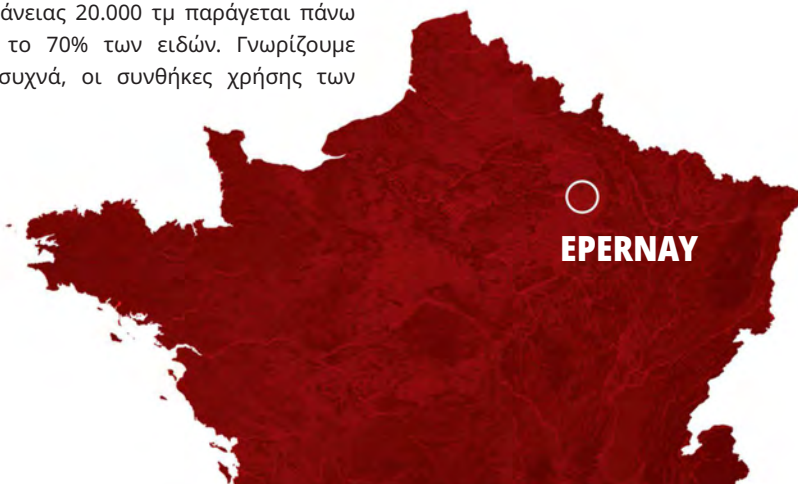 άνειας 20.000 τμ παράγεται πάνω
το 70% των ειδών. Γνωρίζουμε
συχνά, οι συνθήκες χρήσης των
EPERNAY